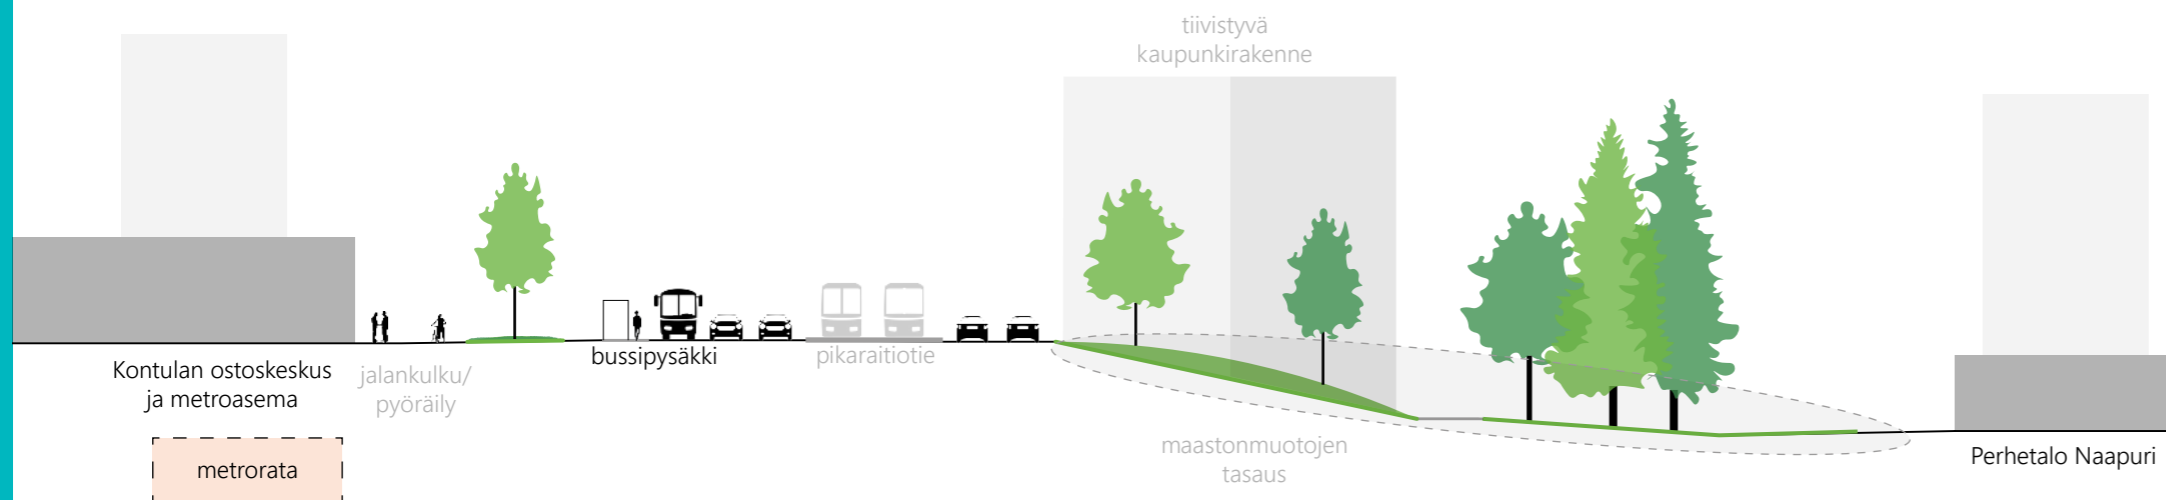 tiivistyvä
kaupunkirakenne
Kontulan ostoskeskus
ja metroasema
jalankulku/
pyöräily
bussipysäkki
pikaraitiotie
maastonmuotojen
tasaus
Perhetalo Naapuri
metrorata